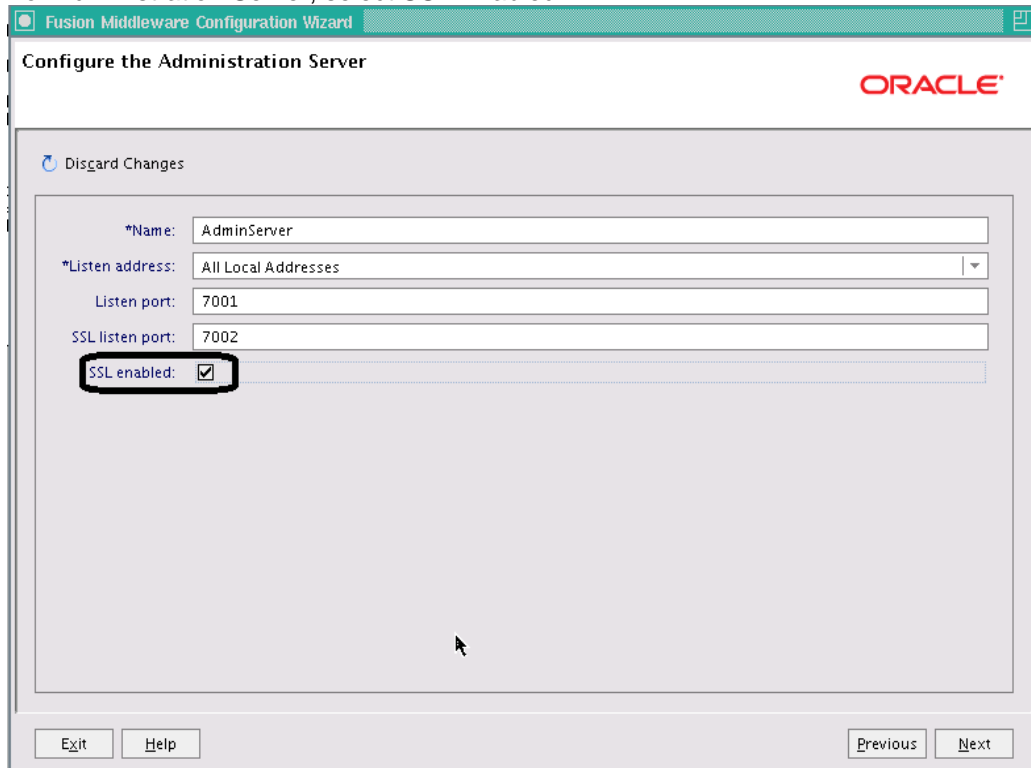 Fusion Middleware Configuration Wizard
Configure the Administration Server
ORACLE
Discard Changes
*Name: AdminServer
*Listen address: All Local Addresses
Listen port: 7001
SSL listen port: 7002
SSL enabled:
Exit Help Previous Next